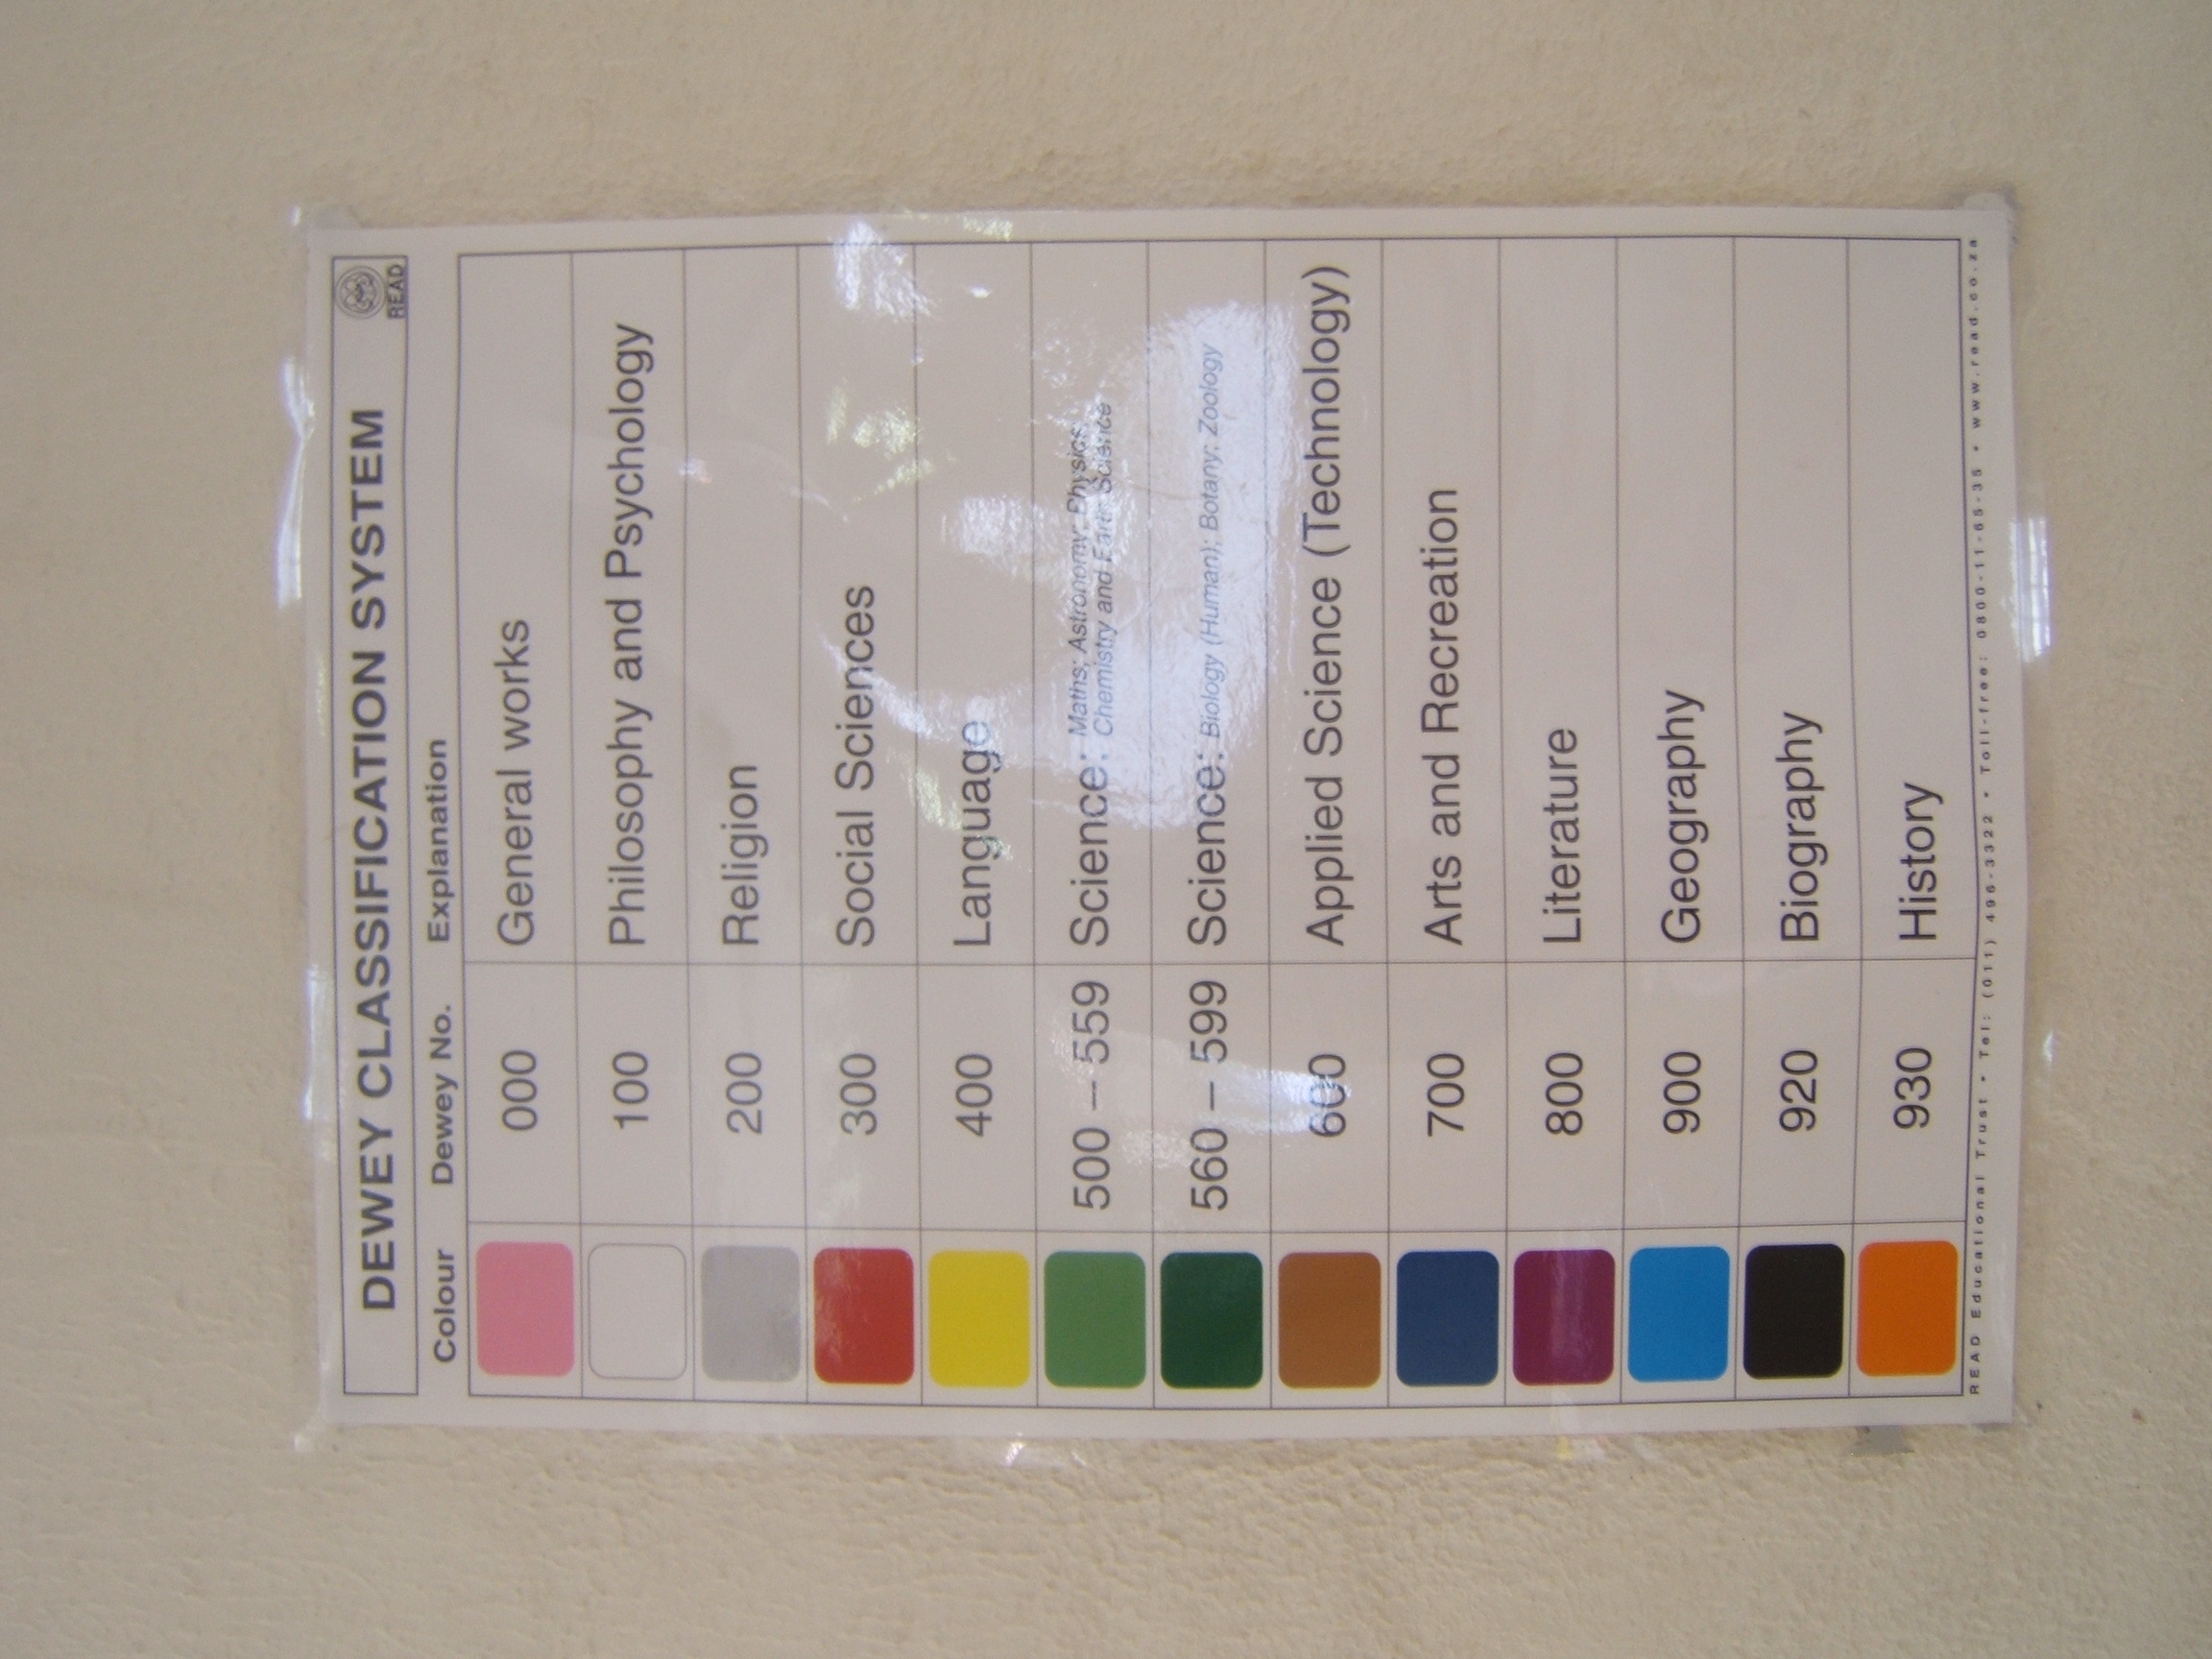 DEWEY CLASSIFICATION SYSTEM
READ
Colour Dewey No. Explanation
000 General works
100 Philosophy and Psychology
200 Religion
300 Social Sciences
400 Language
500 – 559 Science: Maths; Astronomy; Physics;
Chemistry and Earth Science
560 – 599 Science: Biology (Human); Botany; Zoology
600 Applied Science (Technology)
700 Arts and Recreation
800 Literature
900 Geography
920 Biography
930 History
READ Educational Trust • Tel: (011) 496-3322 • Toll-free: 0800-11-65-35 • www.read.co.za